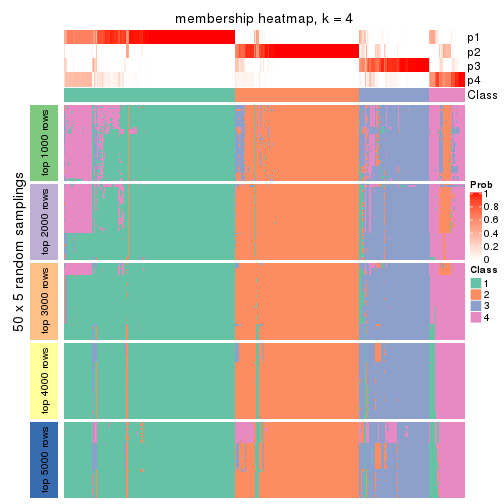 membership heatmap, k = 4
p1
p2
p3
p4
Class
50 x 5 random samplings
top 1000 rows
top 2000 rows
top 3000 rows
top 4000 rows
top 5000 rows
Prob
1
0.8
0.6
0.4
0.2
0
Class
1
2
3
4